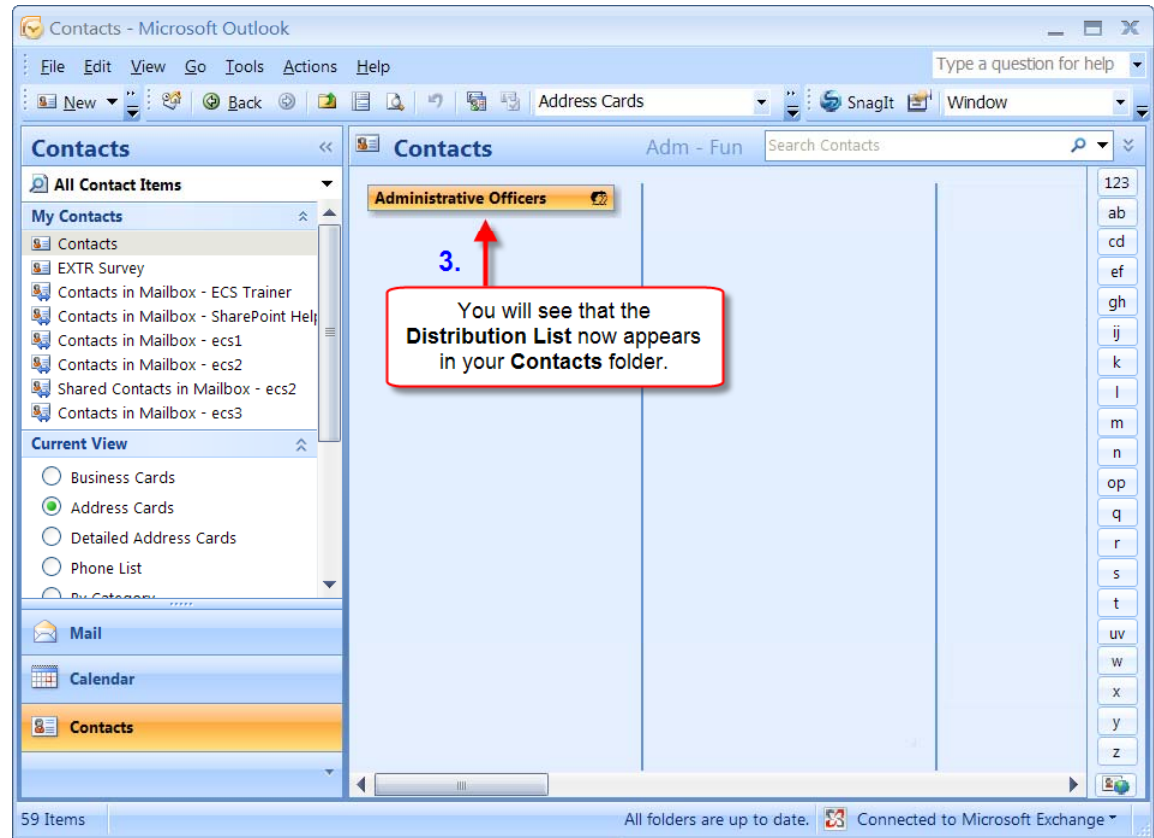 Contacts - Microsoft Outlook
File Edit View Go Tools Actions Help
Type a question for help
New Back Address Cards SnagIt Window
Contacts
All Contact Items
My Contacts
Contacts
EXTR Survey
Contacts in Mailbox - ECS Trainer
Contacts in Mailbox - SharePoint Help
Contacts in Mailbox - ecs1
Contacts in Mailbox - ecs2
Shared Contacts in Mailbox - ecs2
Contacts in Mailbox - ecs3
Current View
Business Cards
Address Cards
Detailed Address Cards
Phone List
By Category
Mail
Calendar
Contacts
Contacts Adm - Fun Search Contacts
Administrative Officers
3.
You will see that the
Distribution List now appears
in your Contacts folder.
123
ab
cd
ef
gh
ij
k
l
m
n
op
q
r
s
t
uv
w
x
y
z
59 Items All folders are up to date. Connected to Microsoft Exchange